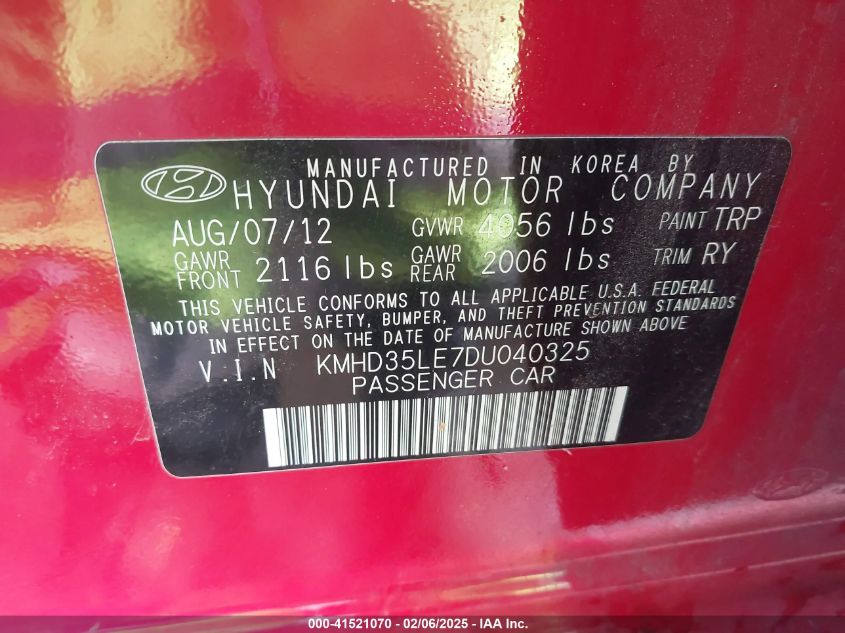 MANUFACTURED IN KOREA BY
HYUNDAI MOTOR COMPANY
AUG/07/12 GVWR 4056 lbs PAINT TRP
GAWR FRONT 2116 lbs GAWR REAR 2006 lbs TRIM RY
THIS VEHICLE CONFORMS TO ALL APPLICABLE U.S.A. FEDERAL
MOTOR VEHICLE SAFETY, BUMPER, AND THEFT PREVENTION STANDARDS
IN EFFECT ON THE DATE OF MANUFACTURE SHOWN ABOVE
V.I.N KMHD35LE7DU040325
PASSENGER CAR
000-41521070 - 02/06/2025 - IAA Inc.